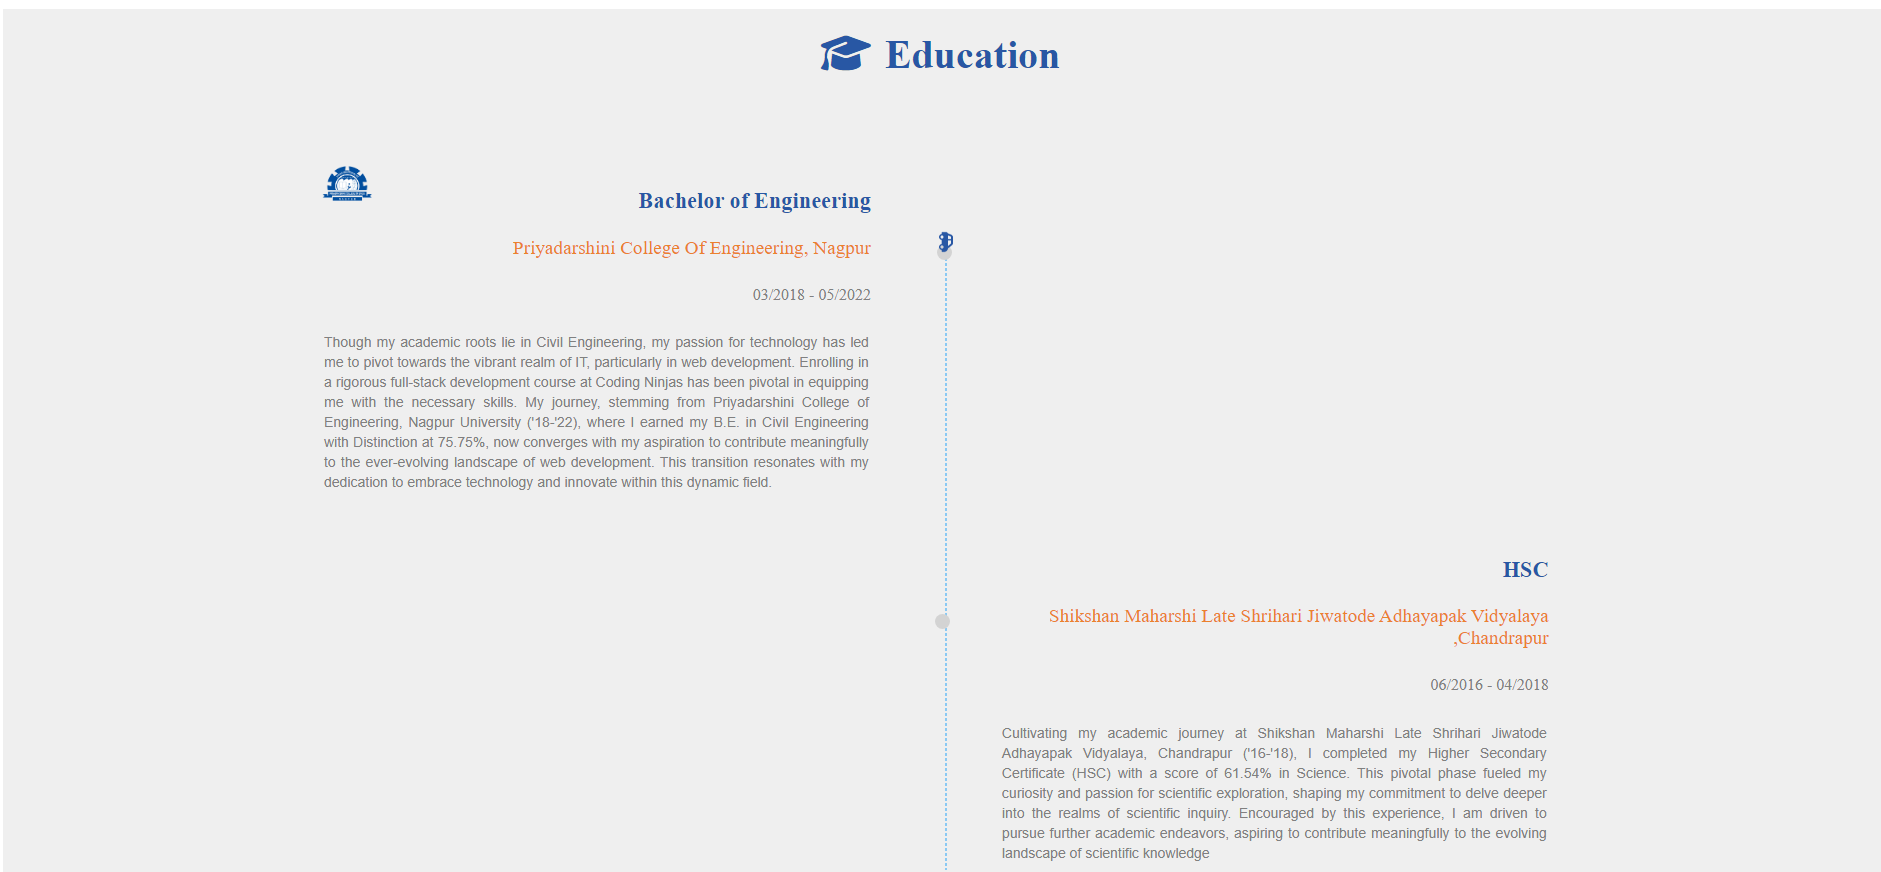 Education
Bachelor of Engineering
Priyadarshini College Of Engineering, Nagpur
03/2018 - 05/2022
Though my academic roots lie in Civil Engineering, my passion for technology has led
me to pivot towards the vibrant realm of IT, particularly in web development. Enrolling in
a rigorous full-stack development course at Coding Ninjas has been pivotal in equipping
me with the necessary skills. My journey, stemming from Priyadarshini College of
Engineering, Nagpur University ('18-'22), where I earned my B.E. in Civil Engineering
with Distinction at 75.75%, now converges with my aspiration to contribute meaningfully
to the ever-evolving landscape of web development. This transition resonates with my
dedication to embrace technology and innovate within this dynamic field.
HSC
Shikshan Maharshi Late Shrihari Jiwatode Adhayapak Vidyalaya
,Chandrapur
06/2016 - 04/2018
Cultivating my academic journey at Shikshan Maharshi Late Shrihari Jiwatode
Adhayapak Vidyalaya, Chandrapur ('16-'18), I completed my Higher Secondary
Certificate (HSC) with a score of 61.54% in Science. This pivotal phase fueled my
curiosity and passion for scientific exploration, shaping my commitment to delve deeper
into the realms of scientific inquiry. Encouraged by this experience, I am driven to
pursue further academic endeavors, aspiring to contribute meaningfully to the evolving
landscape of scientific knowledge